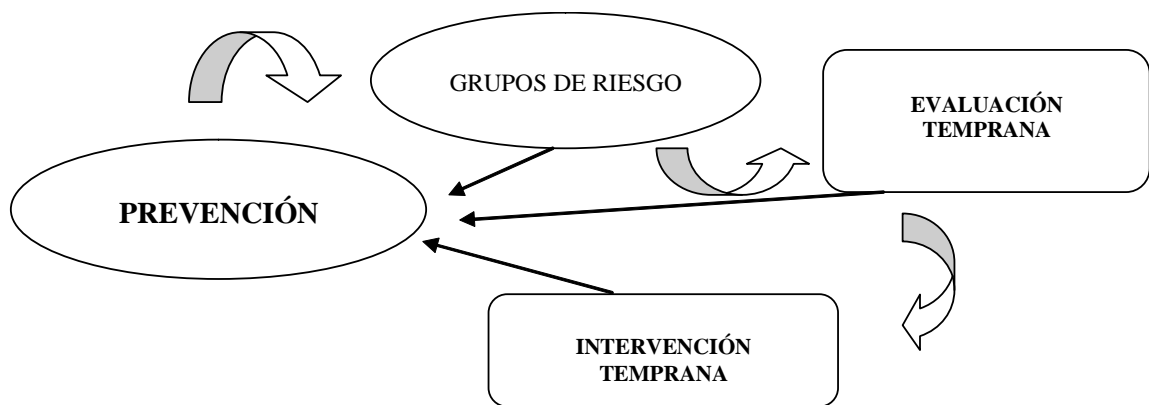 GRUPOS DE RIESGO
EVALUACIÓN
TEMPRANA
PREVENCIÓN
INTERVENCIÓN
TEMPRANA